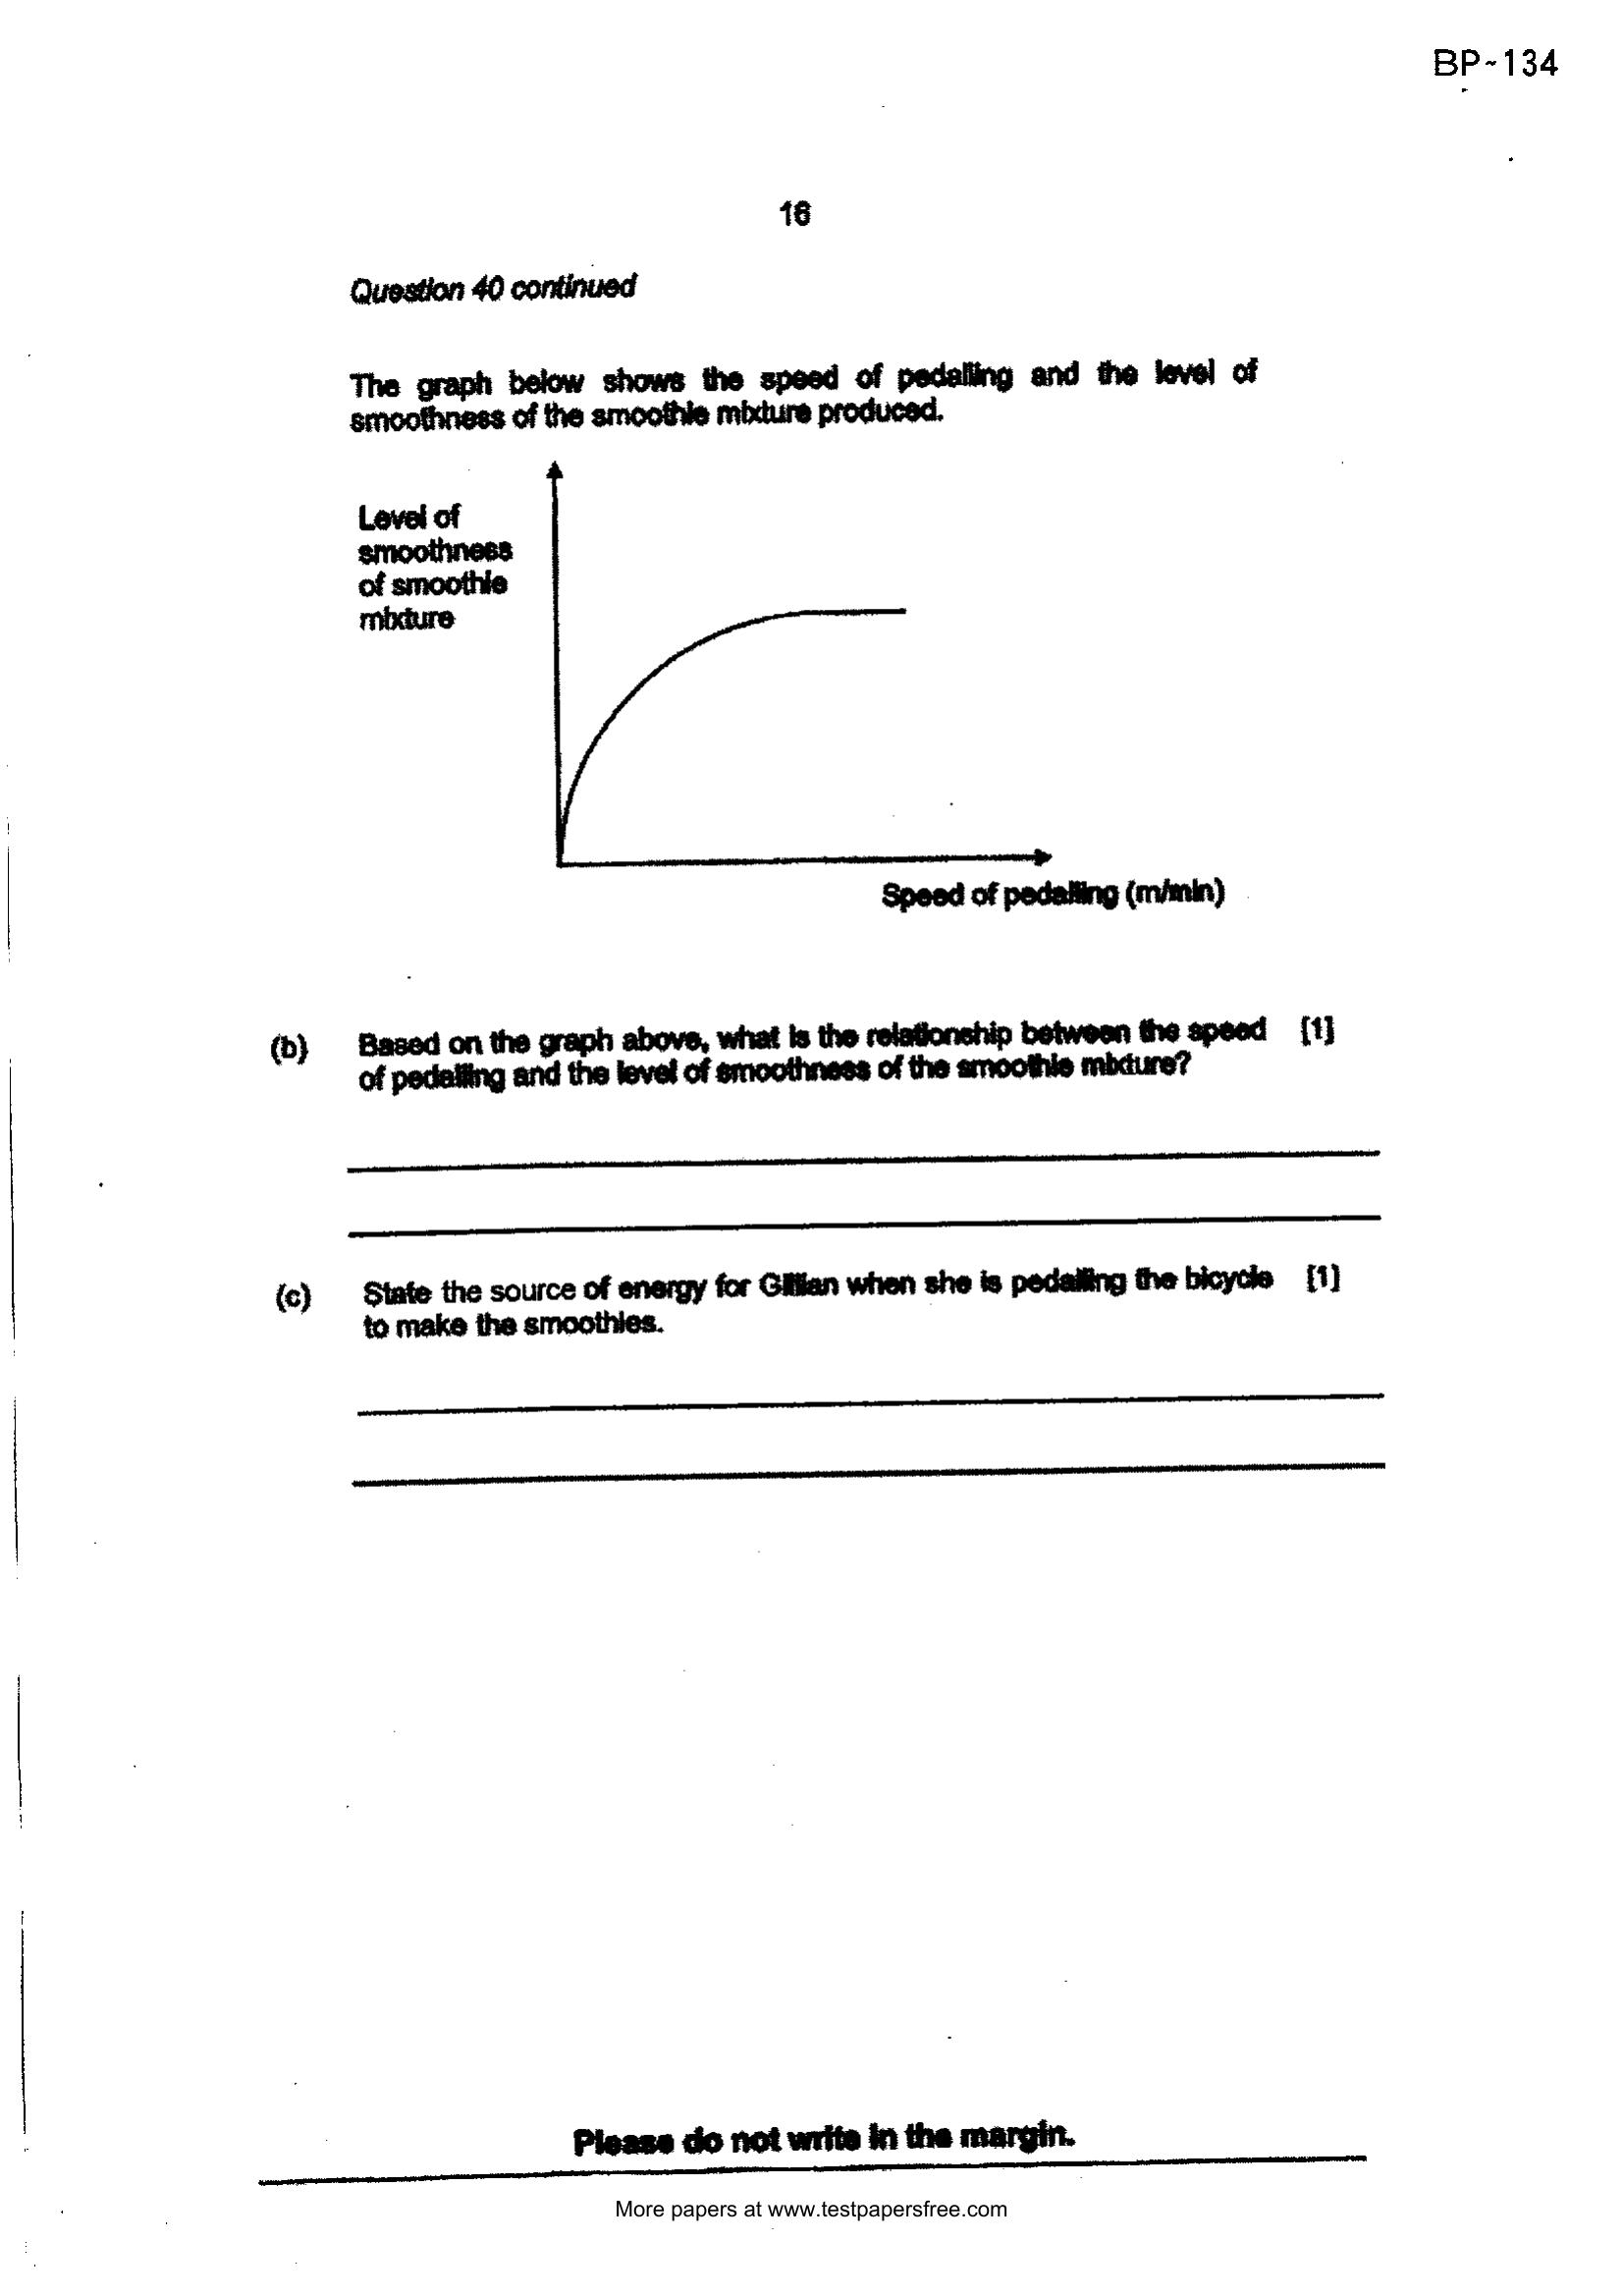 BP-134
16
Question 40 continued
The graph below shows the speed of pedalling and the level of
smoothness of the smoothie mixture produced.
Level of
smoothness
of smoothie
mixture
Speed of pedalling (m/min)
(b) Based on the graph above, what is the relationship between the speed [1]
of pedalling and the level of smoothness of the smoothie mixture?
(c) State the source of energy for Gillian when she is pedalling the bicycle [1]
to make the smoothies.
Please do not write in the margin.
More papers at www.testpapersfree.com